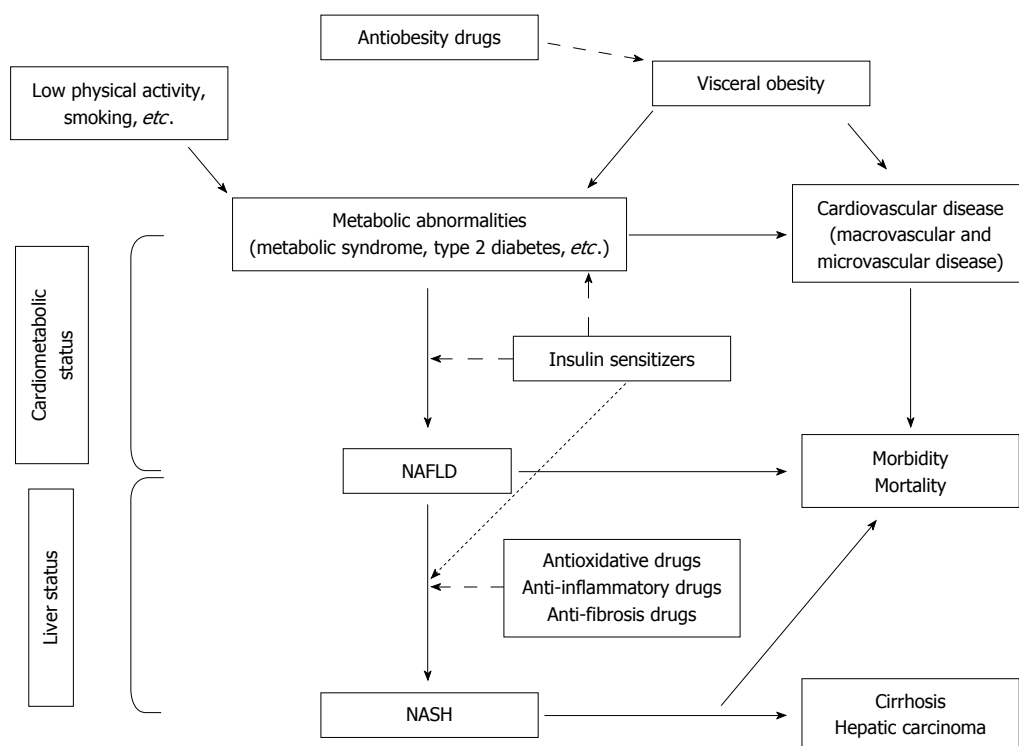 Antiobesity drugs
Visceral obesity
Low physical activity,
smoking, etc.
Metabolic abnormalities
(metabolic syndrome, type 2 diabetes, etc.)
Cardiovascular disease
(macrovascular and
microvascular disease)
Cardiometabolic
status
Insulin sensitizers
NAFLD
Morbidity
Mortality
Liver status
Antioxidative drugs
Anti-inflammatory drugs
Anti-fibrosis drugs
NASH
Cirrhosis
Hepatic carcinoma